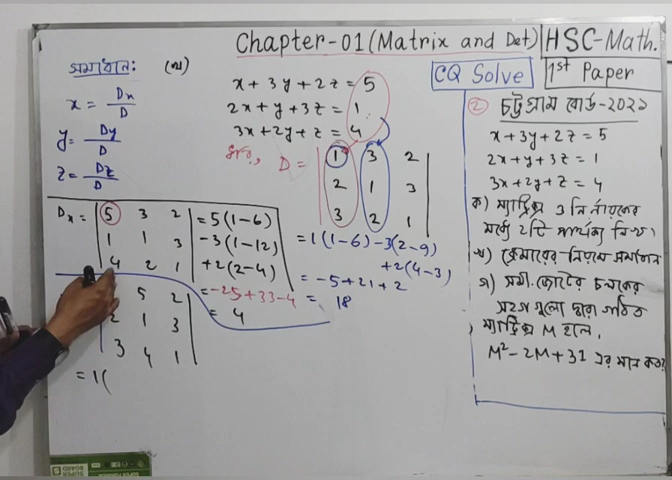 Chapter-01 (Matrix and Det) HSC-Math.
CQ Solve 1st Paper
সমাধান: (খ)
x = Dx / D
y = Dy / D
z = Dz / D
x + 3y + 2z = 5
2x + y + 3z = 1
3x + 2y + z = 4
ধরি, D = | 1 3 2 |
2 1 3
3 2 1
= 1(1-6) -3(2-9)
+2(4-3)
= -5+21+2
= 18
Dx = | 5 3 2 | = 5(1-6)
1 1 3 -3(1-12)
4 2 1 +2(2-4)
= -25+33-4
= 4
5 2
2 1 3
3 4 1
= 1(
2 চট্টগ্রাম বোর্ড-২০২১
x + 3y + 2z = 5
2x + y + 3z = 1
3x + 2y + z = 4
ক) ম্যাট্রিক্স ও নির্ণায়কের
মধ্যে ২টি পার্থক্য লিখ।
খ) ক্রেমারের নিয়মে সমাধান
গ) সমী. জোটের চলকের
সহগ গুলো দ্বারা গঠিত
ম্যাট্রিক্স M হলে,
M² - 2M + 3I এর মান কত?